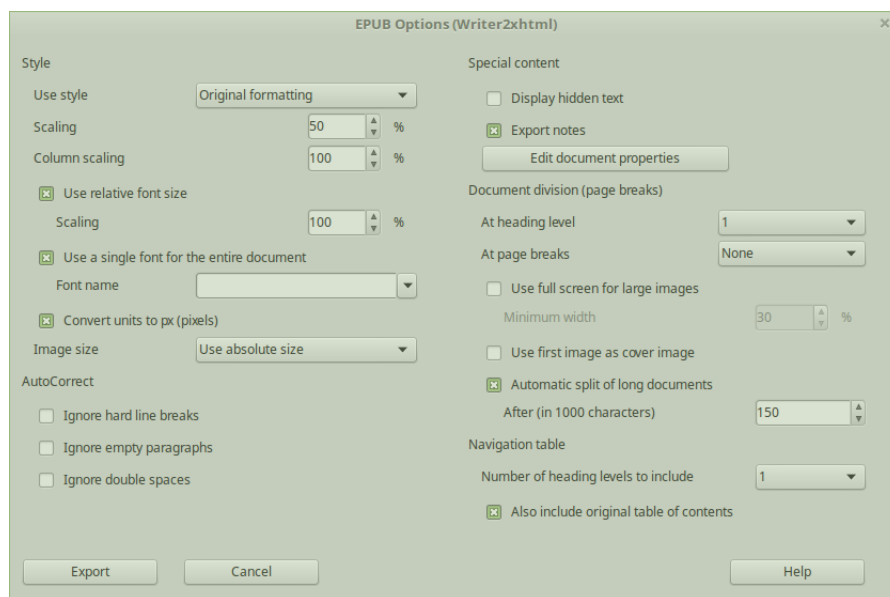 EPUB Options (Writer2xhtml)
Style
Use style Original formatting
Scaling 50 %
Column scaling 100 %
Use relative font size
Scaling 100 %
Use a single font for the entire document
Font name
Convert units to px (pixels)
Image size Use absolute size
AutoCorrect
Ignore hard line breaks
Ignore empty paragraphs
Ignore double spaces
Special content
Display hidden text
Export notes
Edit document properties
Document division (page breaks)
At heading level 1
At page breaks None
Use full screen for large images
Minimum width 30 %
Use first image as cover image
Automatic split of long documents
After (in 1000 characters) 150
Navigation table
Number of heading levels to include 1
Also include original table of contents
Export Cancel Help